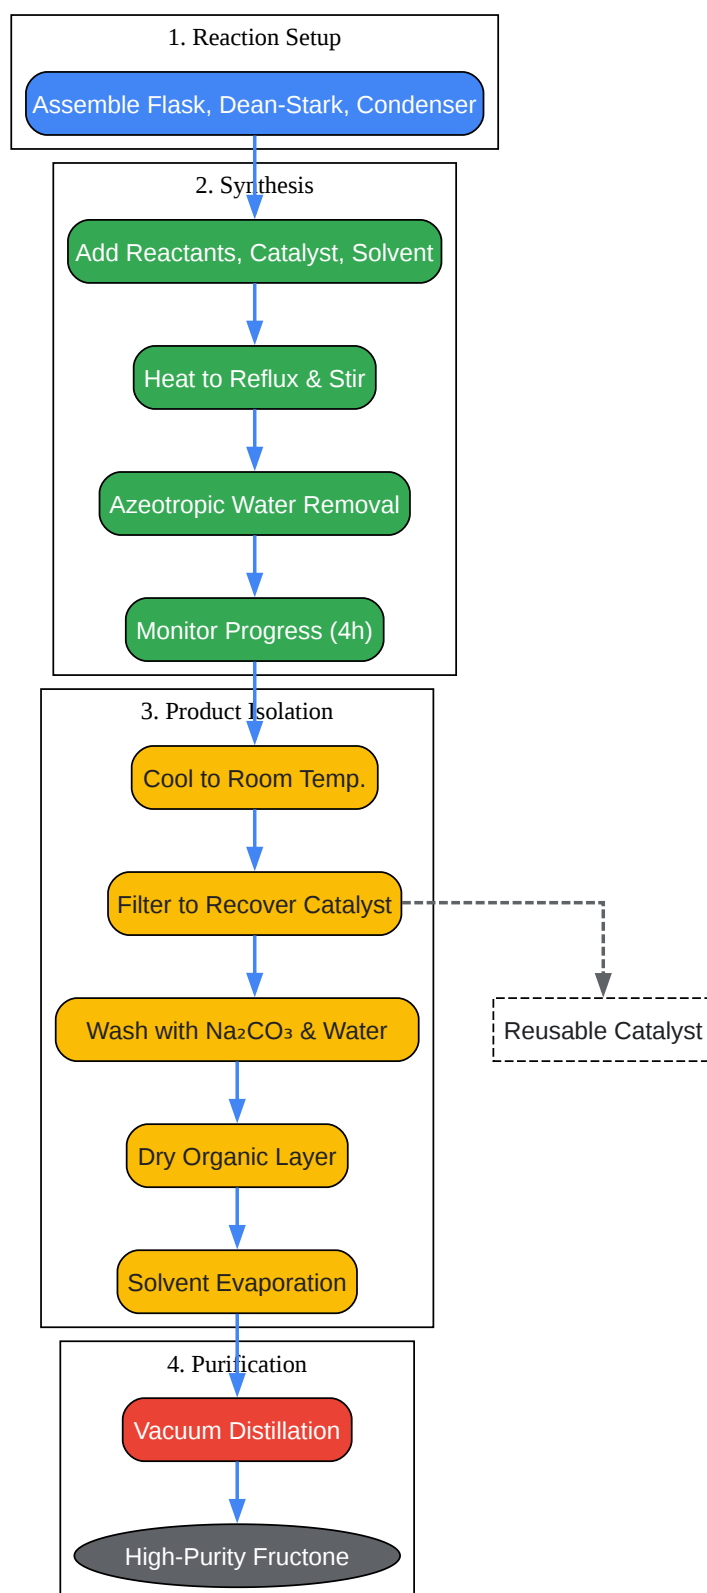 1. Reaction Setup
Assemble Flask, Dean-Stark, Condenser
2. Synthesis
Add Reactants, Catalyst, Solvent
Heat to Reflux & Stir
Azeotropic Water Removal
Monitor Progress (4h)
3. Product Isolation
Cool to Room Temp.
Filter to Recover Catalyst
Wash with Na₂CO₃ & Water
Reusable Catalyst
Dry Organic Layer
Solvent Evaporation
4. Purification
Vacuum Distillation
High-Purity Fructone